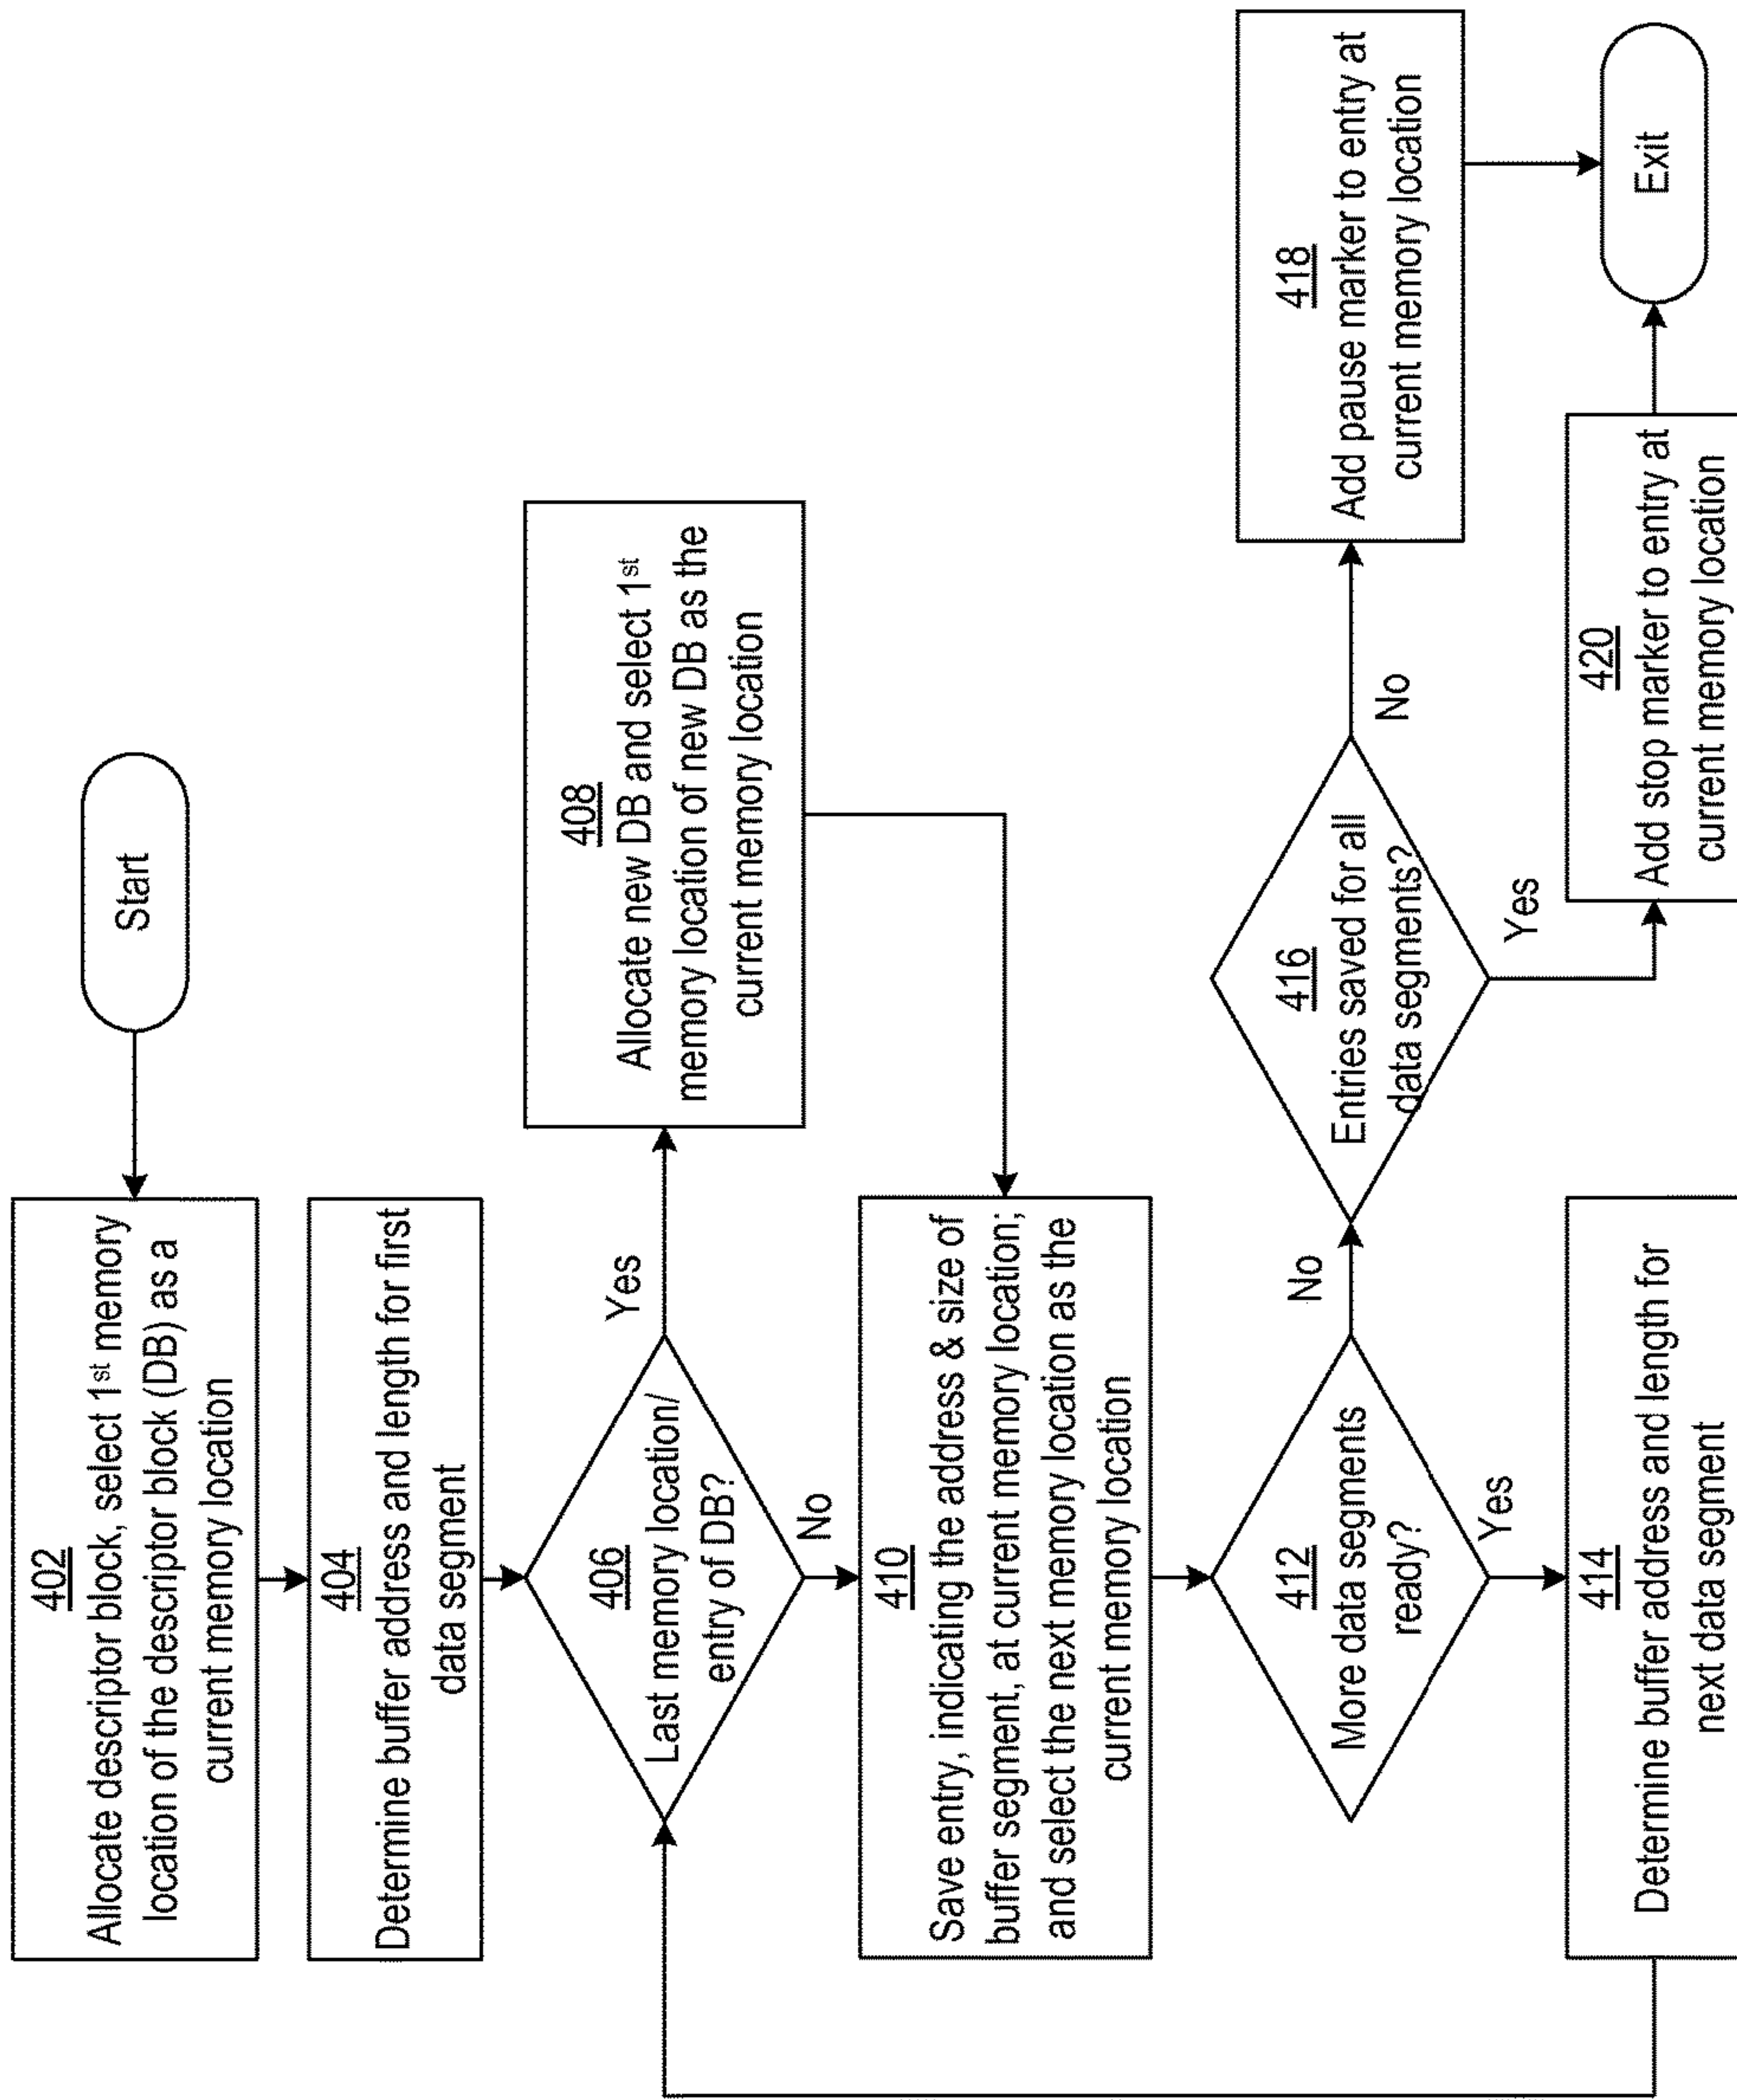 Start
402
Allocate descriptor block, select 1st memory
location of the descriptor block (DB) as a
current memory location
404
Determine buffer address and length for first
data segment
406
Last memory location/
entry of DB?
Yes
No
408
Allocate new DB and select 1st
memory location of new DB as the
current memory location
410
Save entry, indicating the address & size of
buffer segment, at current memory location;
and select the next memory location as the
current memory location
412
More data segments
ready?
No
Yes
414
Determine buffer address and length for
next data segment
416
Entries saved for all
data segments?
No
Yes
418
Add pause marker to entry at
current memory location
420
Add stop marker to entry at
current memory location
Exit